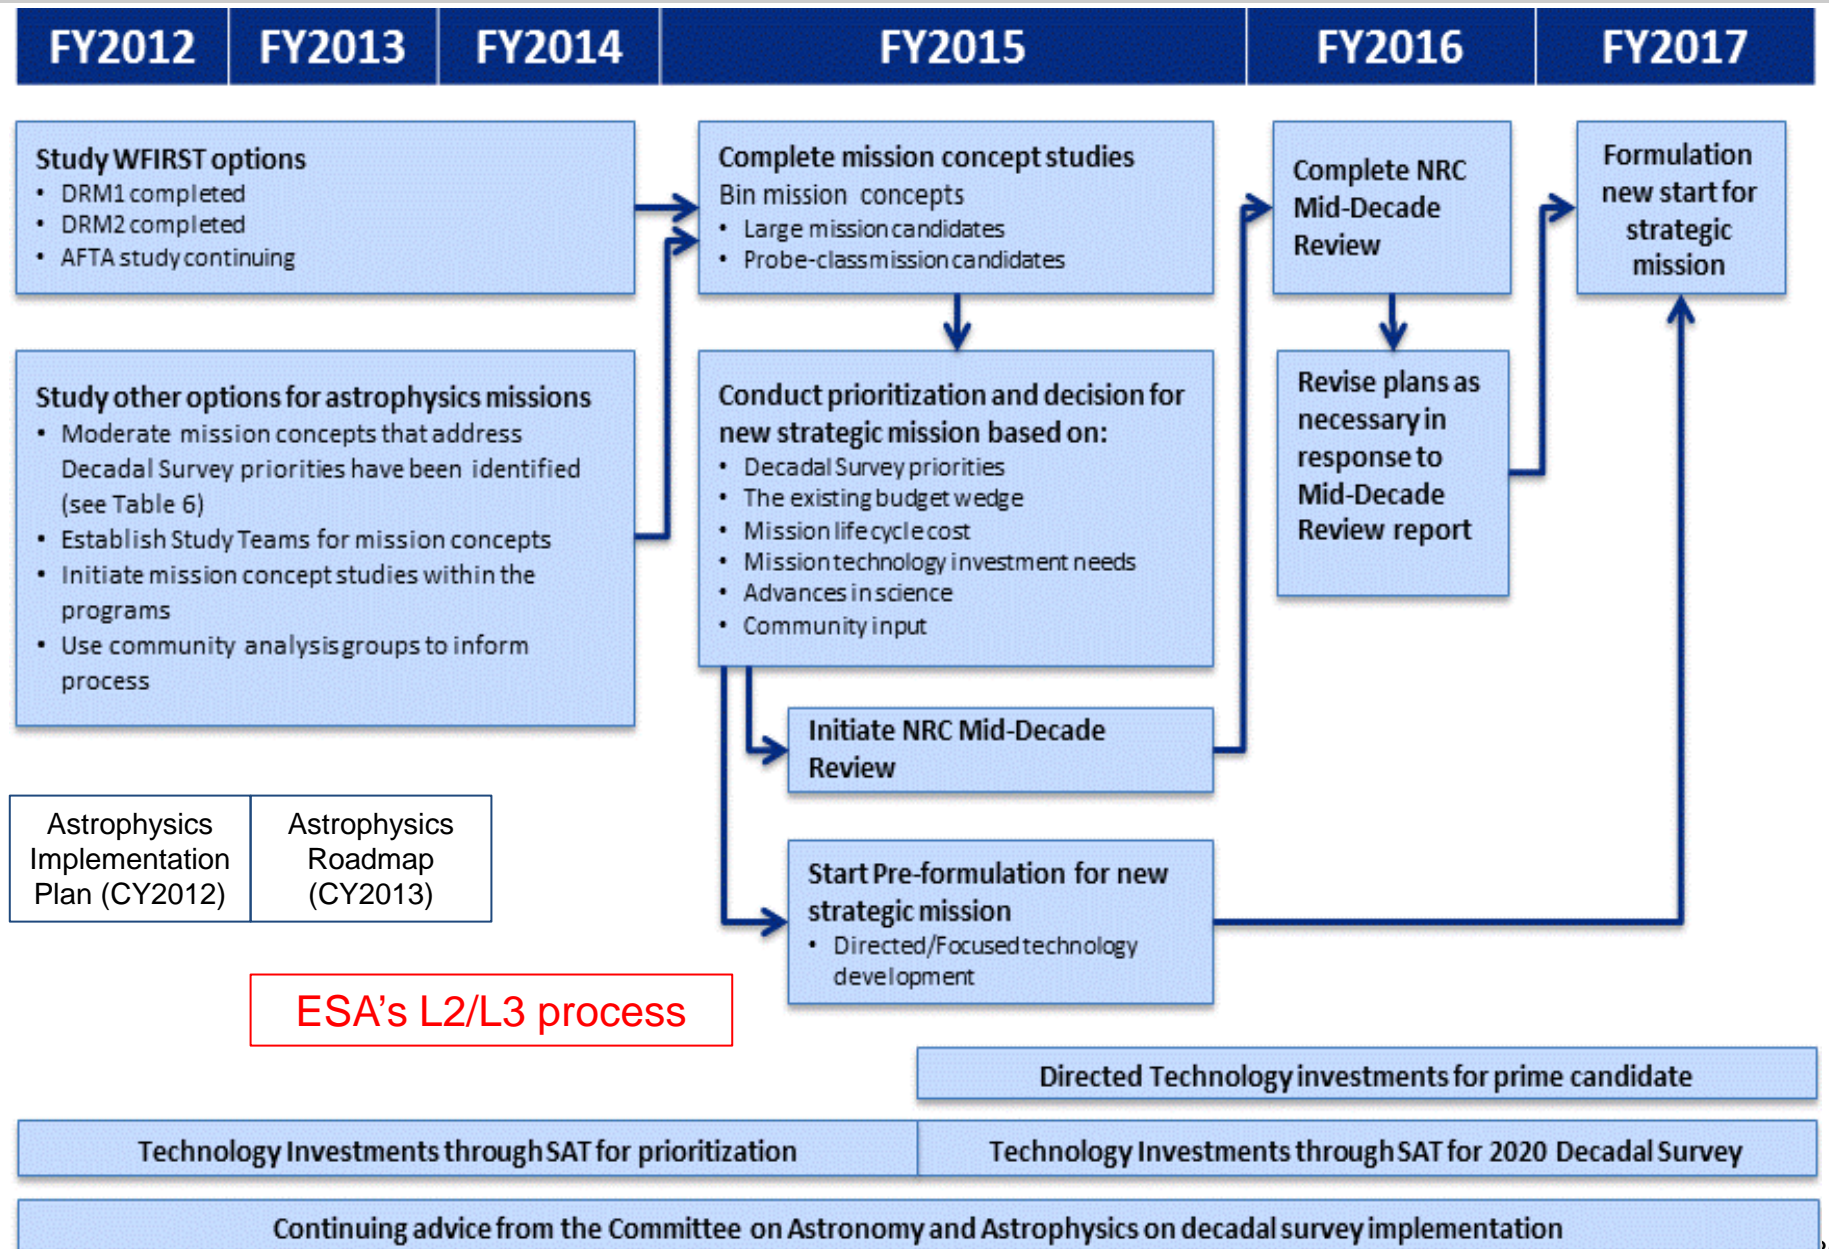 FY2012
FY2013
FY2014
FY2015
FY2016
FY2017
Study WFIRST options
• DRM1 completed
• DRM2 completed
• AFTA study continuing
Study other options for astrophysics missions
• Moderate mission concepts that address
Decadal Survey priorities have been identified
(see Table 6)
• Establish Study Teams for mission concepts
• Initiate mission concept studies within the
programs
• Use community analysis groups to inform
process
Complete mission concept studies
Bin mission concepts
• Large mission candidates
• Probe-class mission candidates
Conduct prioritization and decision for
new strategic mission based on:
• Decadal Survey priorities
• The existing budget wedge
• Mission life cycle cost
• Mission technology investment needs
• Advances in science
• Community input
Initiate NRC Mid-Decade
Review
Start Pre-formulation for new
strategic mission
• Directed/Focused technology
development
Complete NRC
Mid-Decade
Review
Revise plans as
necessary in
response to
Mid-Decade
Review report
Formulation
new start for
strategic
mission
Astrophysics
Implementation
Plan (CY2012)
Astrophysics
Roadmap
(CY2013)
ESA's L2/L3 process
Directed Technology investments for prime candidate
Technology Investments through SAT for prioritization
Technology Investments through SAT for 2020 Decadal Survey
Continuing advice from the Committee on Astronomy and Astrophysics on decadal survey implementation